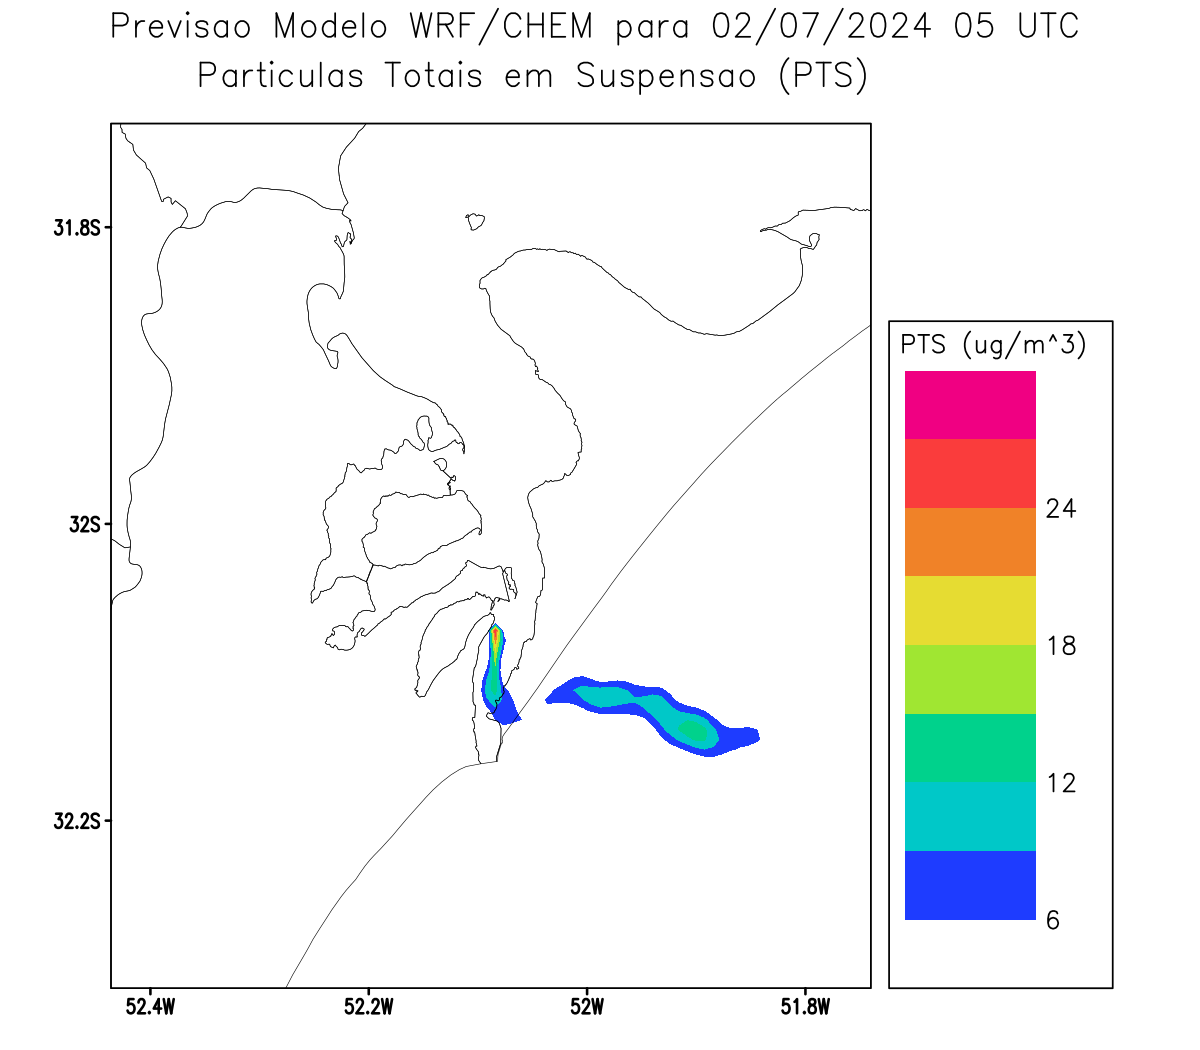 Previsao Modelo WRF/CHEM para 02/07/2024 05 UTC
Particulas Totais em Suspensao (PTS)
31.8S
32S
32.2S
52.4W
52.2W
52W
51.8W
PTS (ug/m^3)
24
18
12
6